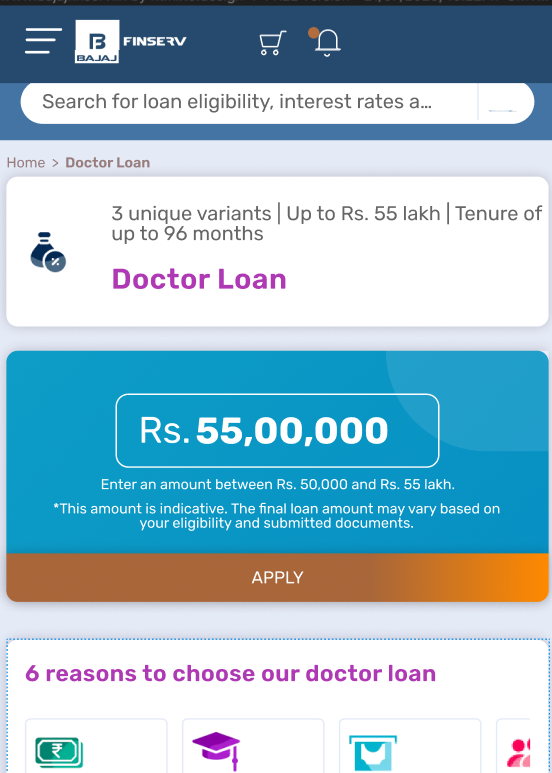 B
BAJAJ
FINSERV
Search for loan eligibility, interest rates a...
Home > Doctor Loan
3 unique variants | Up to Rs. 55 lakh | Tenure of
up to 96 months
Doctor Loan
Rs. 55,00,000
Enter an amount between Rs. 50,000 and Rs. 55 lakh.
*This amount is indicative. The final loan amount may vary based on
your eligibility and submitted documents.
APPLY
6 reasons to choose our doctor loan
₹